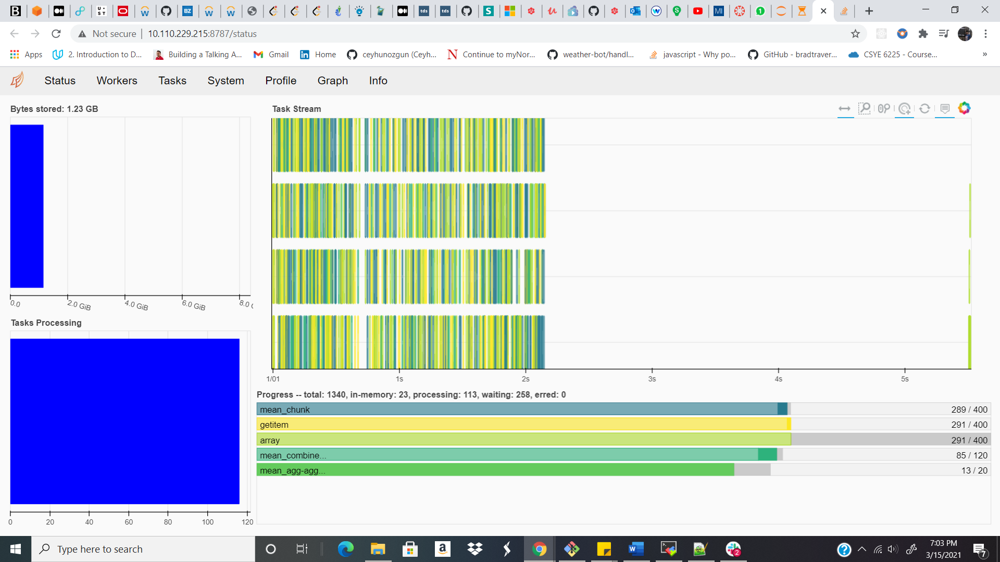 Not secure | 10.110.229.215:8787/status
Apps 2. Introduction to D... Building a Talking A... Gmail Home ceyhunozgun (Ceyh... Continue to myNor... weather-bot/handl... javascript - Why po... GitHub - bradtraver... CSYE 6225 - Course... »
Status Workers Tasks System Profile Graph Info
Bytes stored: 1.23 GB
0.0 2.0 GiB 4.0 GiB 6.0 GiB 8.0
Tasks Processing
0 20 40 60 80 100 120
Task Stream
1/01 1s 2s 3s 4s 5s
Progress -- total: 1340, in-memory: 23, processing: 113, waiting: 258, erred: 0
mean_chunk 289 / 400
getitem 291 / 400
array 291 / 400
mean_combine... 85 / 120
mean_agg-agg... 13 / 20
Type here to search
7:03 PM
3/15/2021
7
2